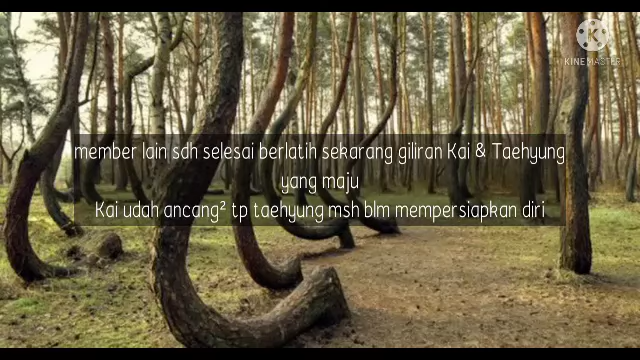 KINEMASTER
member lain sdh selesai berlatih sekarang giliran Kai & Taehyung
yang maju
Kai udah ancang² tp taehyung msh blm mempersiapkan diri